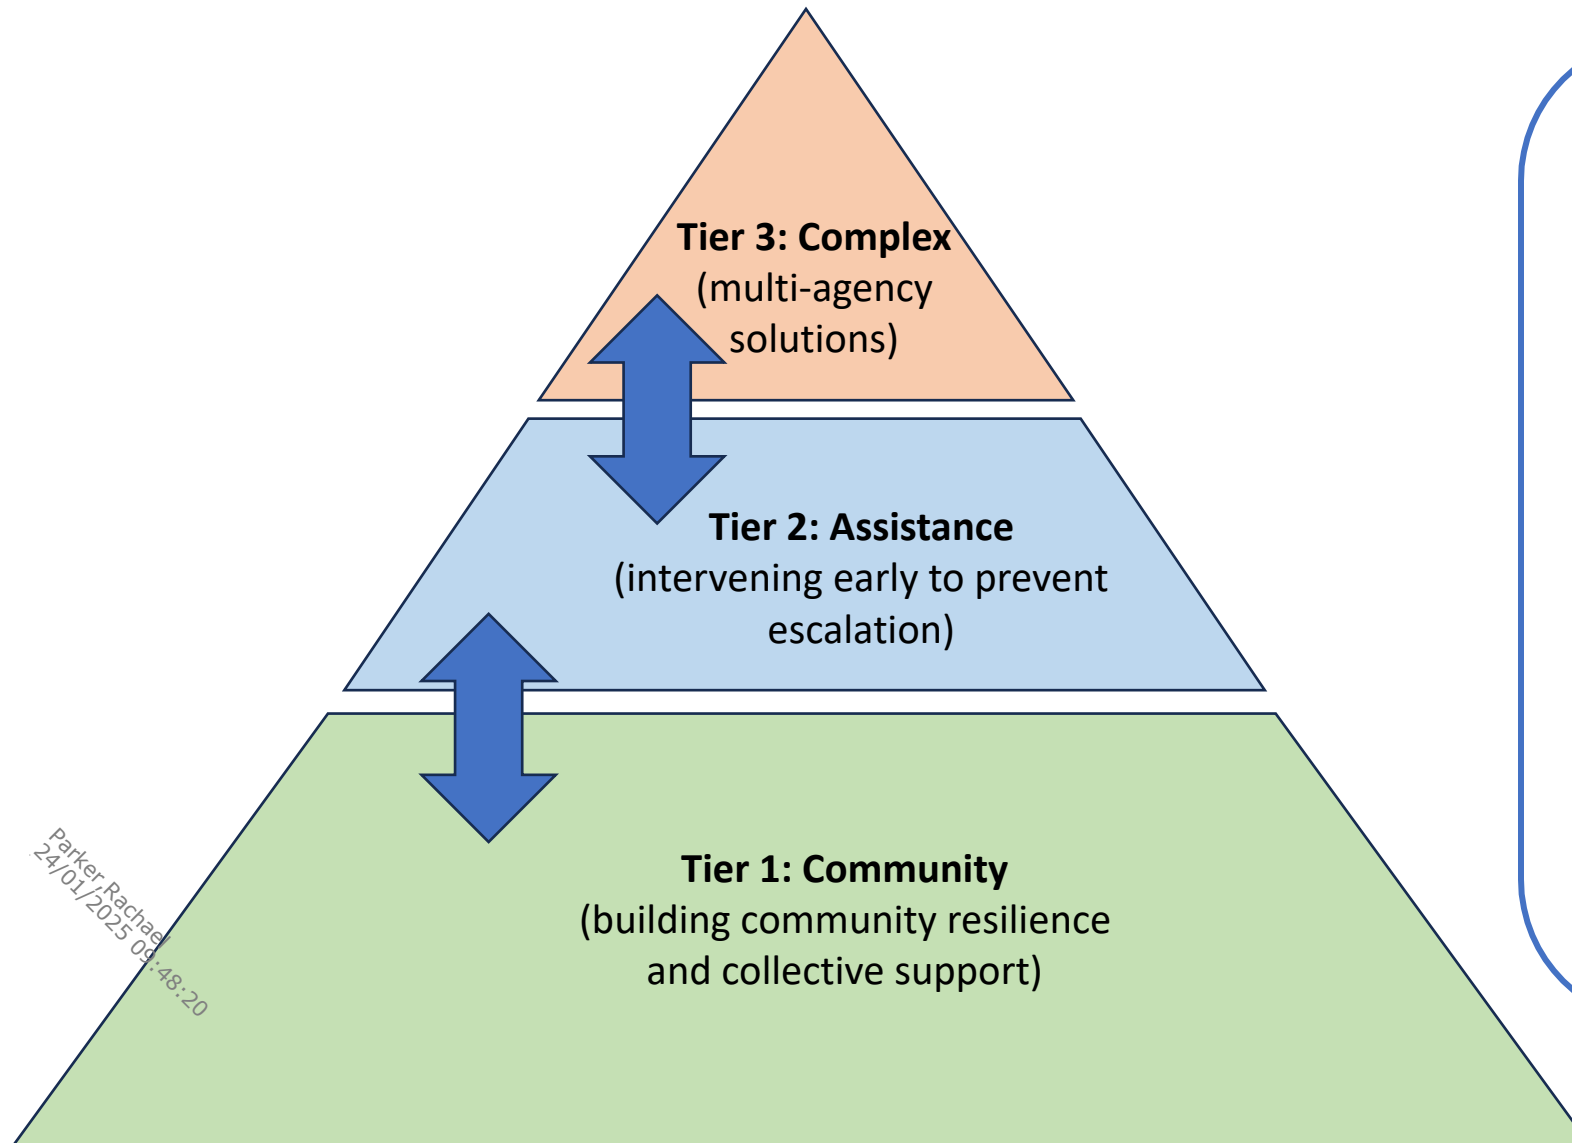 Tier 3: Complex
(multi-agency
solutions)
Tier 2: Assistance
(intervening early to prevent
escalation)
Tier 1: Community
(building community resilience
and collective support)
Parker,Rachael
24/01/2025 09:48:20